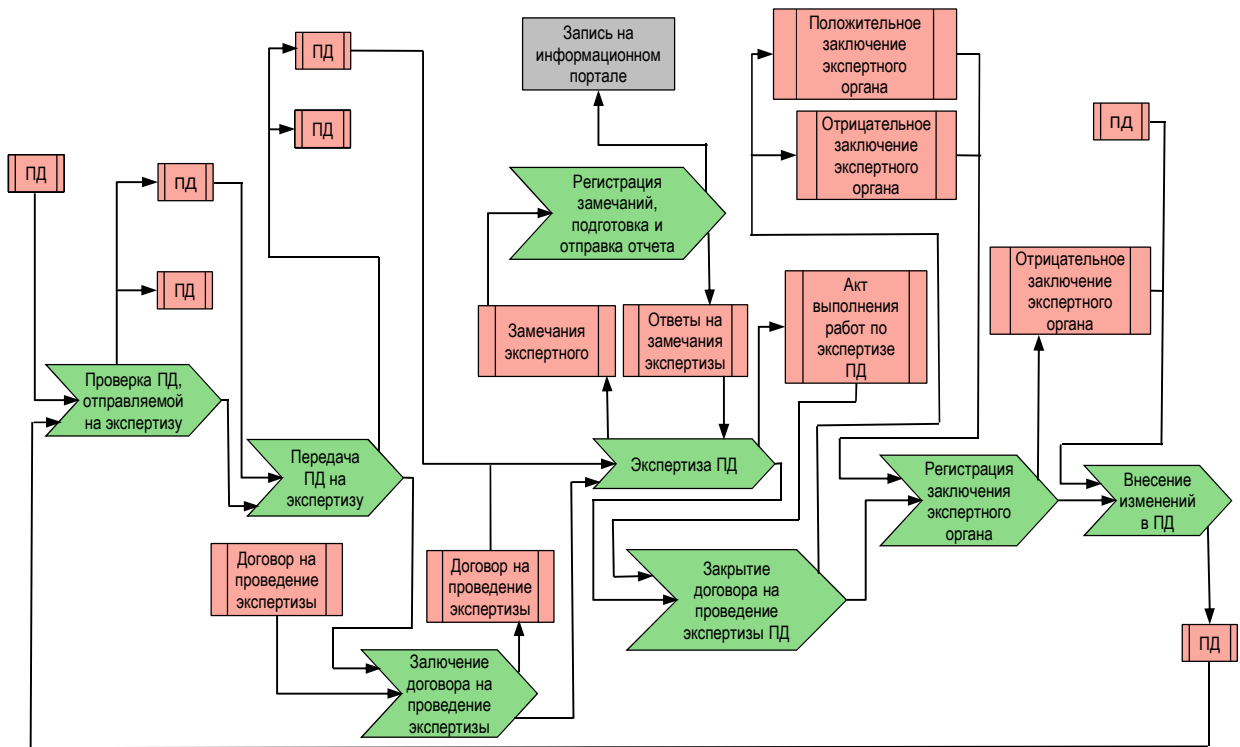 ПД
ПД
ПД
Проверка ПД,
отправляемой
на экспертизу
ПД
ПД
Передача
ПД на
экспертизу
Договор на
проведение
экспертизы
Залючение
договора на
проведение
экспертизы
Договор на
проведение
экспертизы
Запись на
информационном
портале
Регистрация
замечаний,
подготовка и
отправка отчета
Замечания
экспертного
Ответы на
замечания
экспертизы
Экспертиза ПД
Акт
выполнения
работ по
экспертизе
ПД
Закрытие
договора на
проведение
экспертизы ПД
Положительное
заключение
экспертного
органа
Отрицательное
заключение
экспертного
органа
Регистрация
заключения
экспертного
органа
Отрицательное
заключение
экспертного
органа
ПД
Внесение
изменений
в ПД
ПД